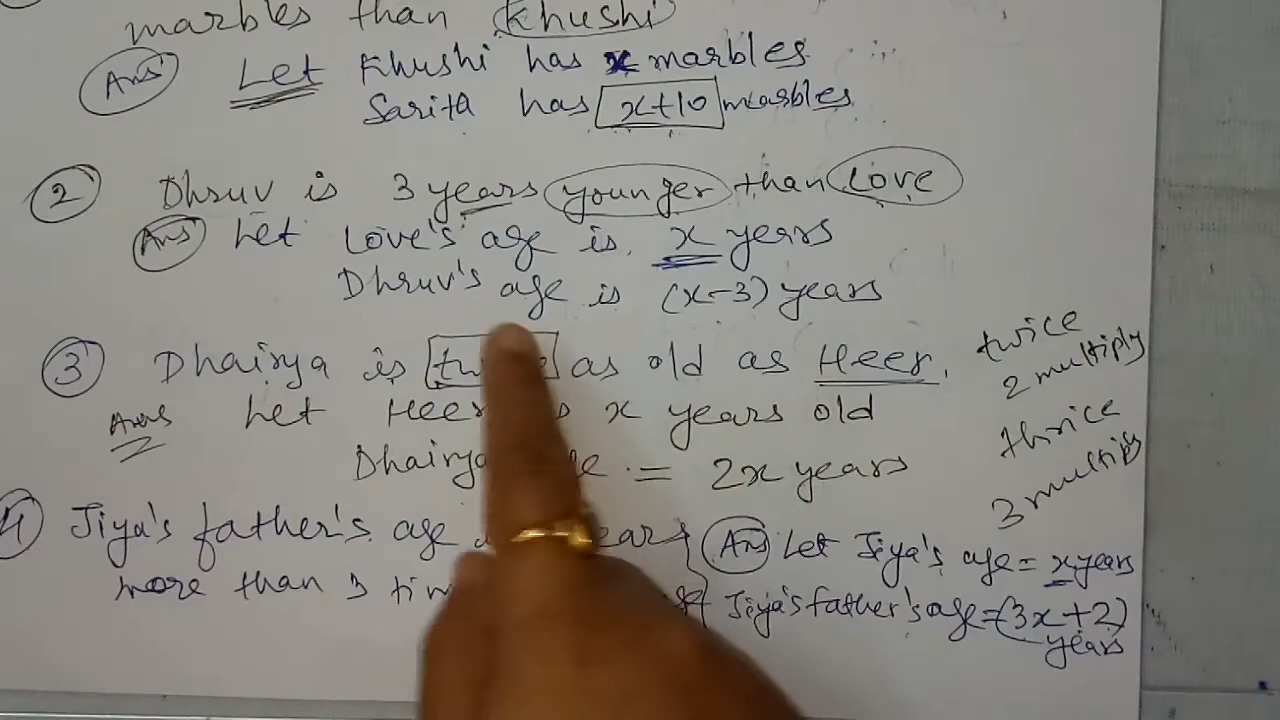 marbles than Khushi
Ans Let Khushi has x marbles
Sarita has x+10 marbles
2 Dhruv is 3 years younger than Love
Ans Let Love's age is x years
Dhruv's age is (x-3) years
3 Dhairya is as old as Heer.
Ans Let Heer x years old
Dhairya = 2x years
twice
2 multiply
thrice
3 multiply
4 Jiya's father's age
more than 3
Ans Let Jiya's age = x years
Jiya's father's age = (3x+2)
years